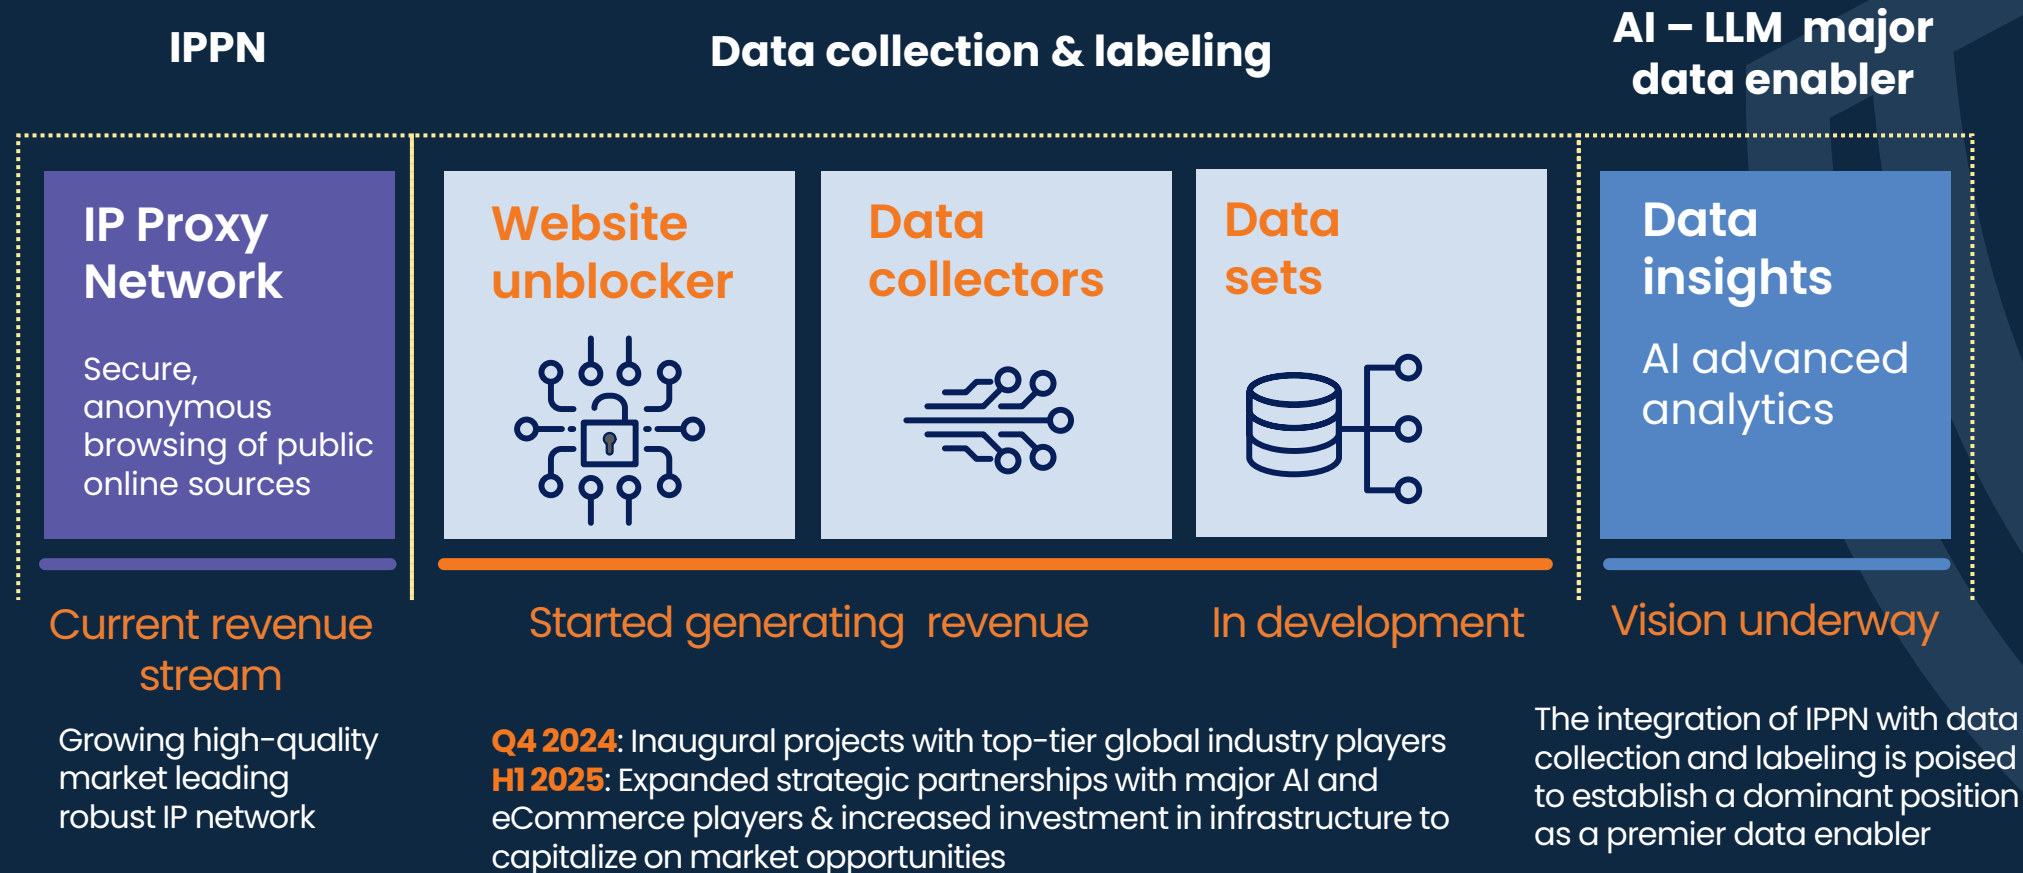 IPPN
Data collection & labeling
AI – LLM major
data enabler
IP Proxy
Network
Secure,
anonymous
browsing of public
online sources
Website
unblocker
Data
collectors
Data
sets
Data
insights
AI advanced
analytics
Current revenue
stream
Started generating revenue
In development
Vision underway
Growing high-quality
market leading
robust IP network
Q4 2024: Inaugural projects with top-tier global industry players
H1 2025: Expanded strategic partnerships with major AI and
eCommerce players & increased investment in infrastructure to
capitalize on market opportunities
The integration of IPPN with data
collection and labeling is poised
to establish a dominant position
as a premier data enabler